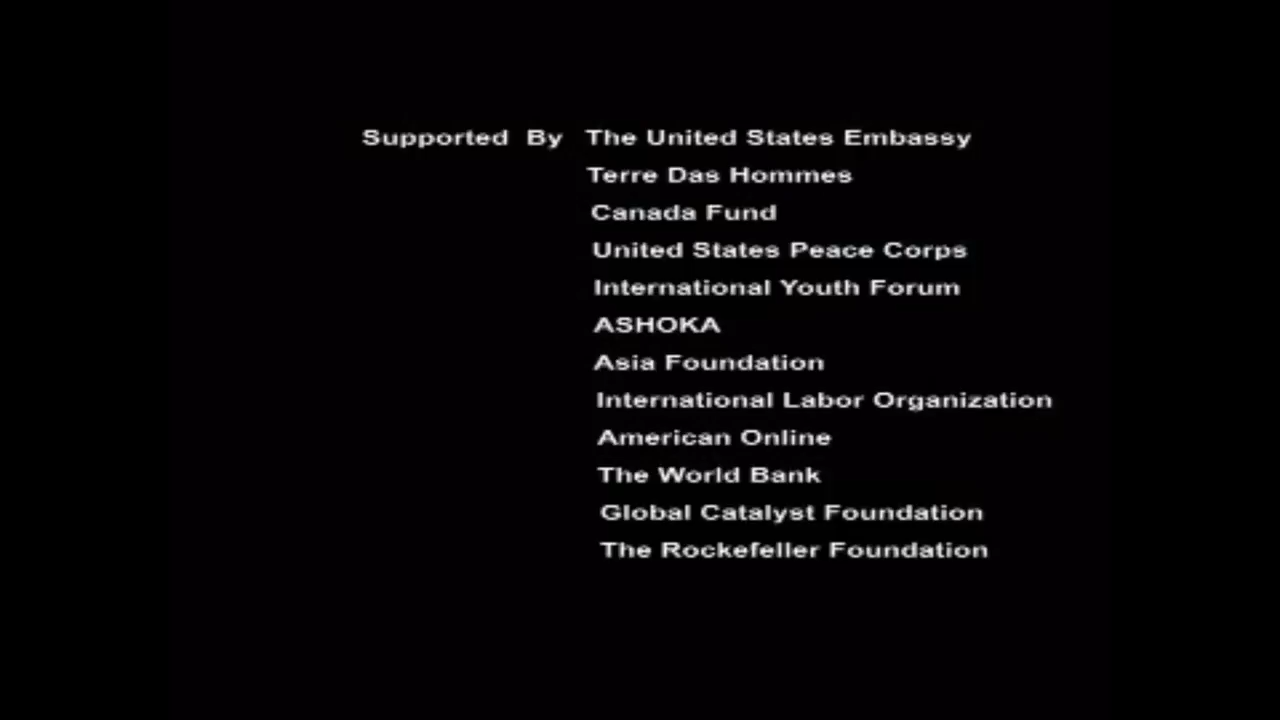 Supported By The United States Embassy
Terre Das Hommes
Canada Fund
United States Peace Corps
International Youth Forum
ASHOKA
Asia Foundation
International Labor Organization
American Online
The World Bank
Global Catalyst Foundation
The Rockefeller Foundation